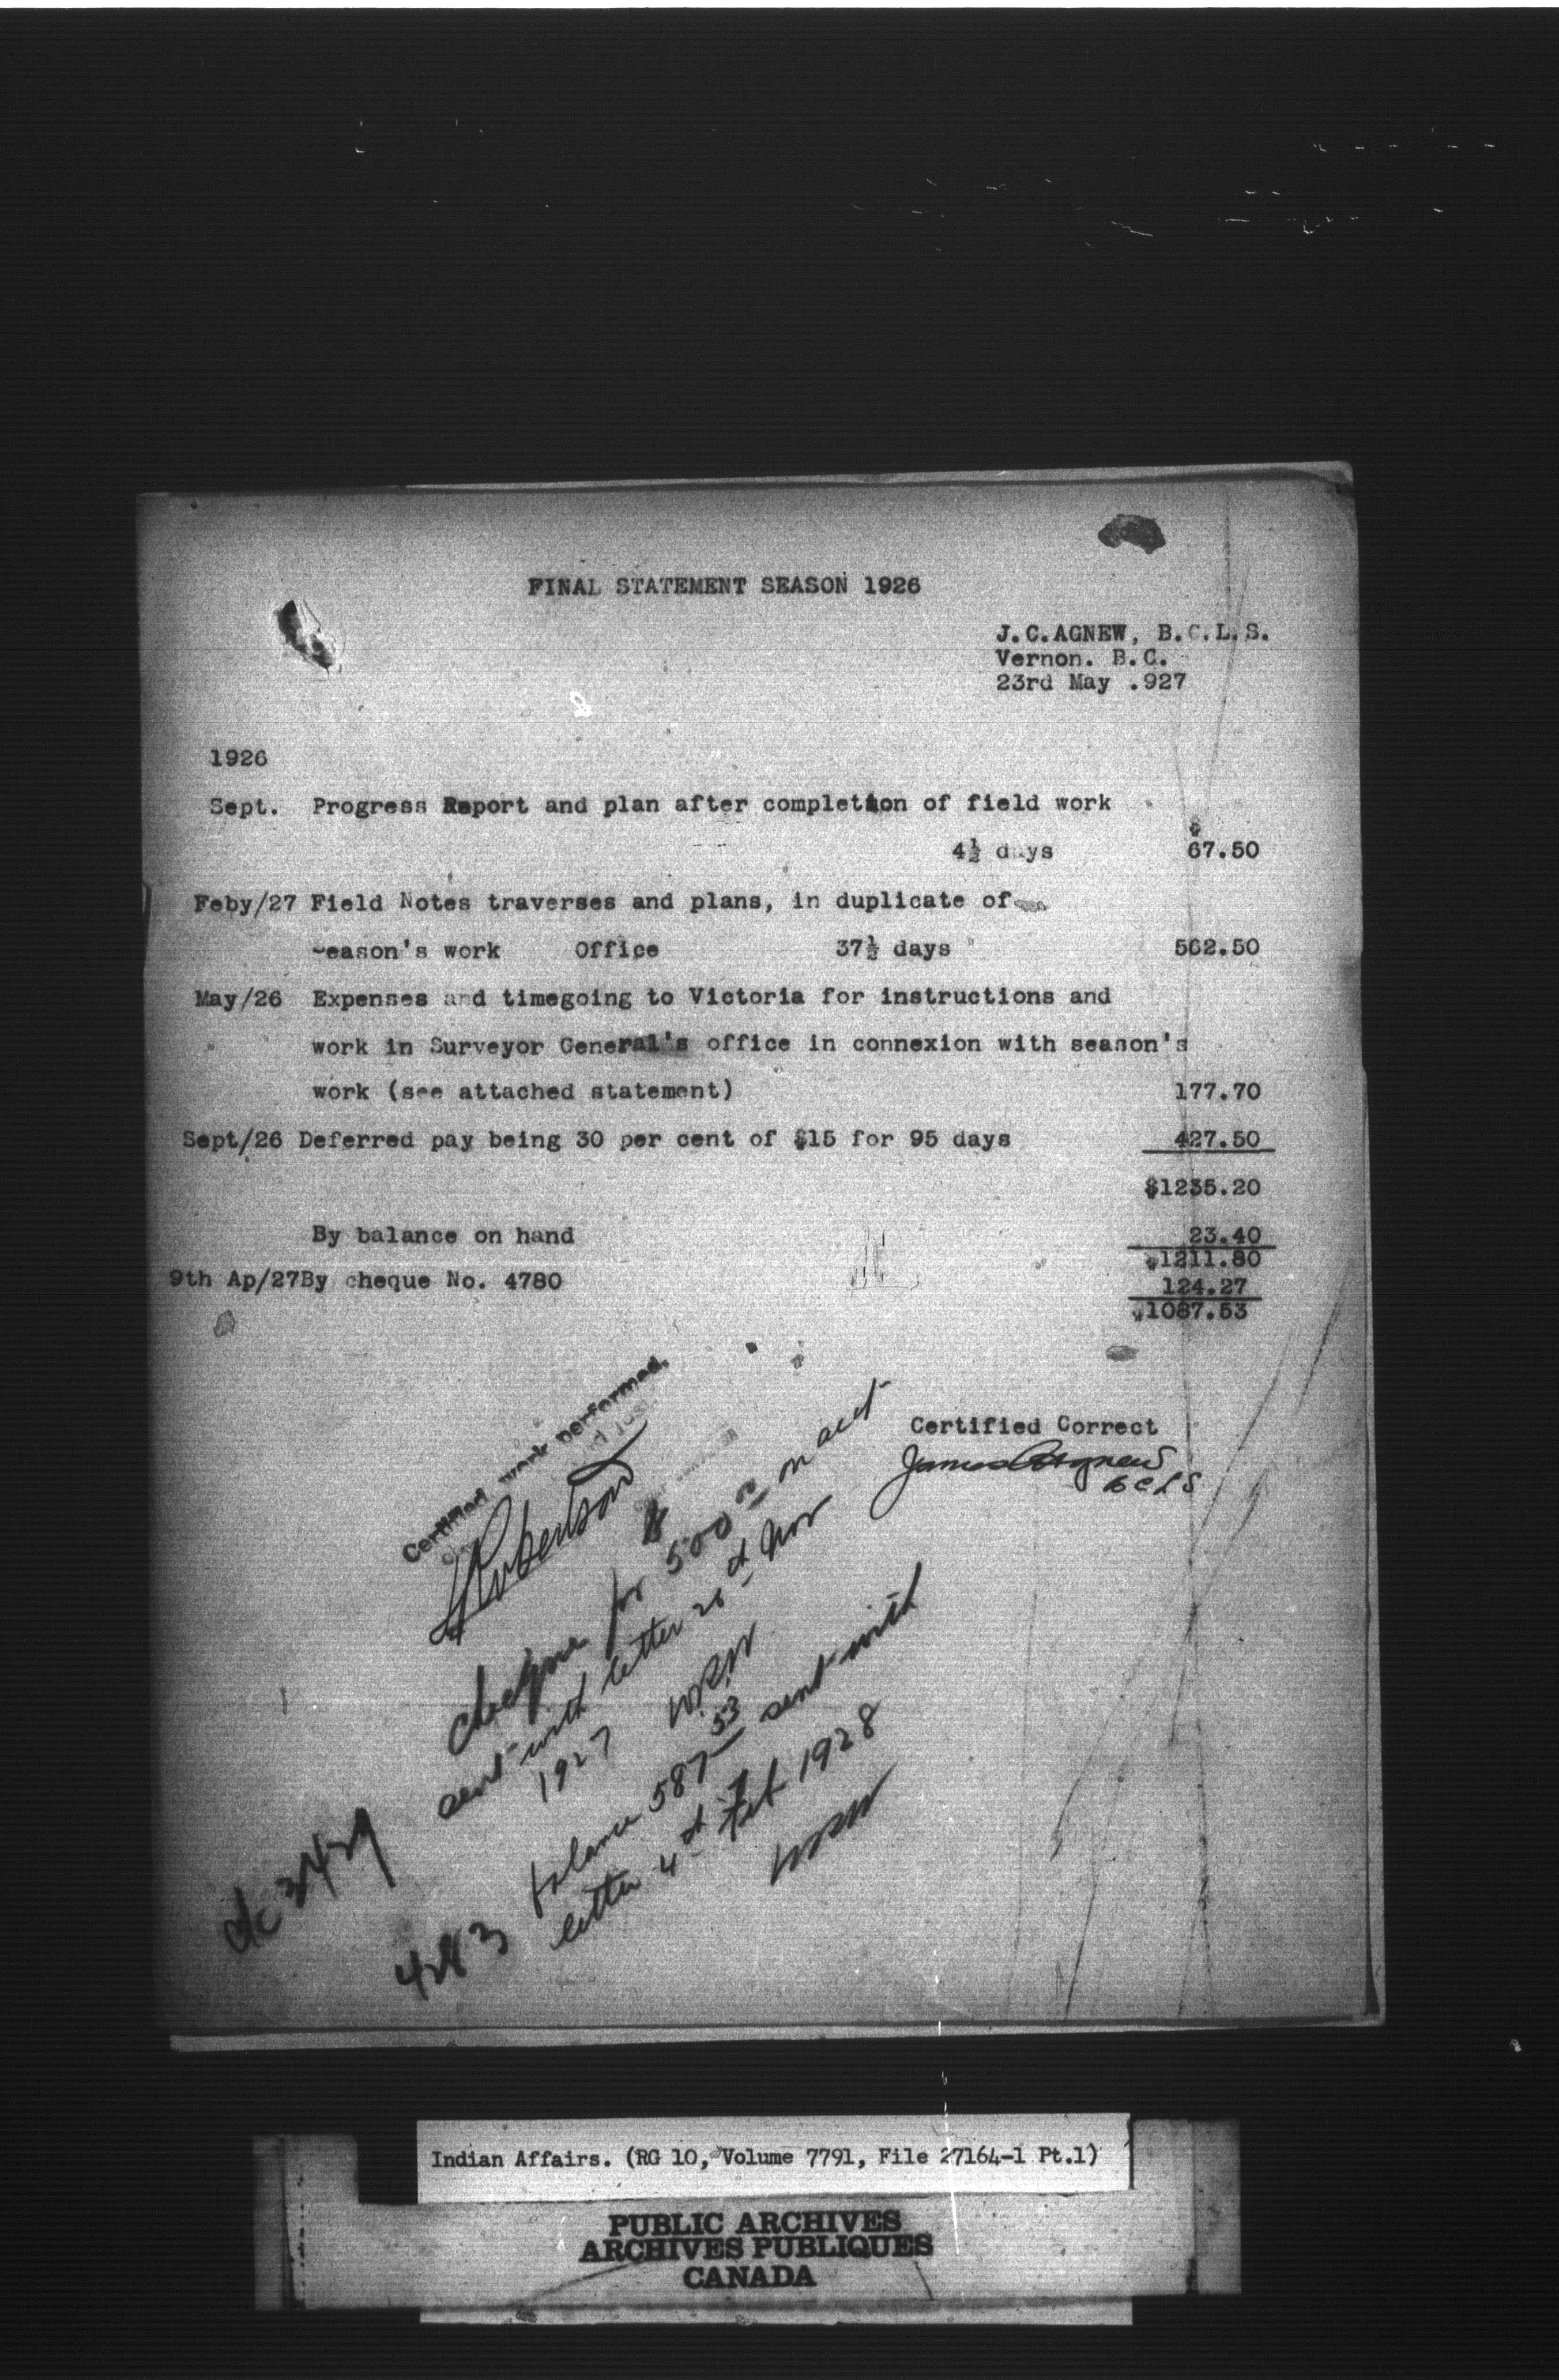 FINAL STATEMENT SEASON 1926
J.C.AGNEW, B.C.L.S.
Vernon. B.C.
23rd May .927
1926
Sept. Progress Report and plan after completion of field work
$
4½ days 67.50
Feby/27 Field Notes traverses and plans, in duplicate of
season's work Office 37½ days 562.50
May/26 Expenses and timegoing to Victoria for instructions and
work in Surveyor General's office in connexion with season's
work (see attached statement) 177.70
Sept/26 Deferred pay being 30 per cent of $15 for 95 days 427.50
$1235.20
By balance on hand 23.40
$1211.80
9th Ap/27By cheque No. 4780 124.27
$1087.53
Certified Correct
James C Agnew
B C L S
Certified, work performed,
Robertson
cheque for 500 00 on acct
sent with letter 26th Nov
1927 WRW
balance 587 53 sent with
letter 4th Feb 1928
WRW
Indian Affairs. (RG 10, Volume 7791, File 27164-1 Pt.1)
PUBLIC ARCHIVES
ARCHIVES PUBLIQUES
CANADA